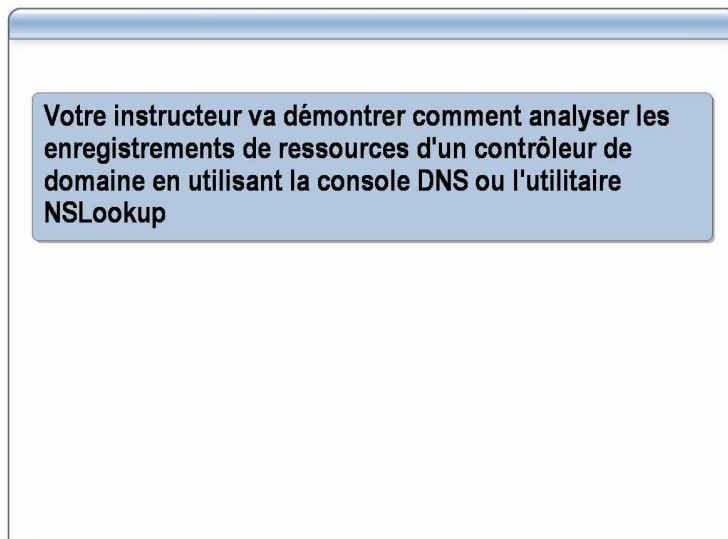 Votre instructeur va démontrer comment analyser les
enregistrements de ressources d'un contrôleur de
domaine en utilisant la console DNS ou l'utilitaire
NSLookup